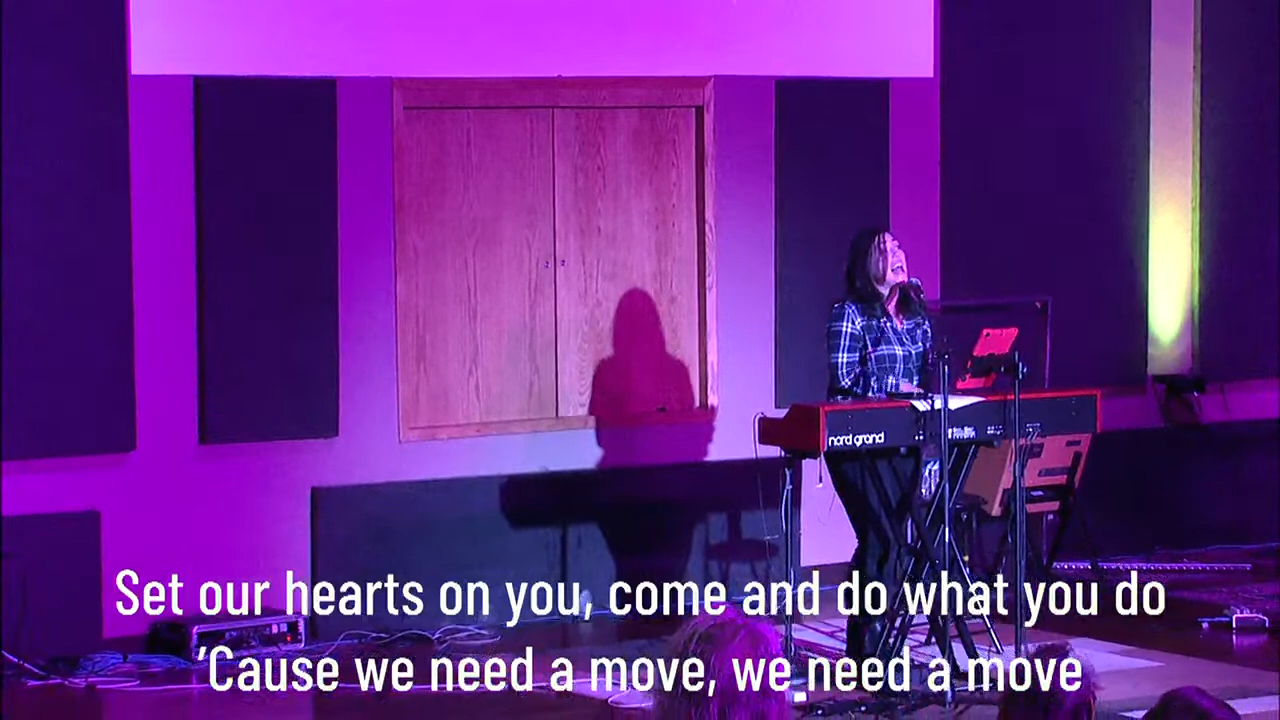 nord grand
Set our hearts on you, come and do what you do
'Cause we need a move, we need a move